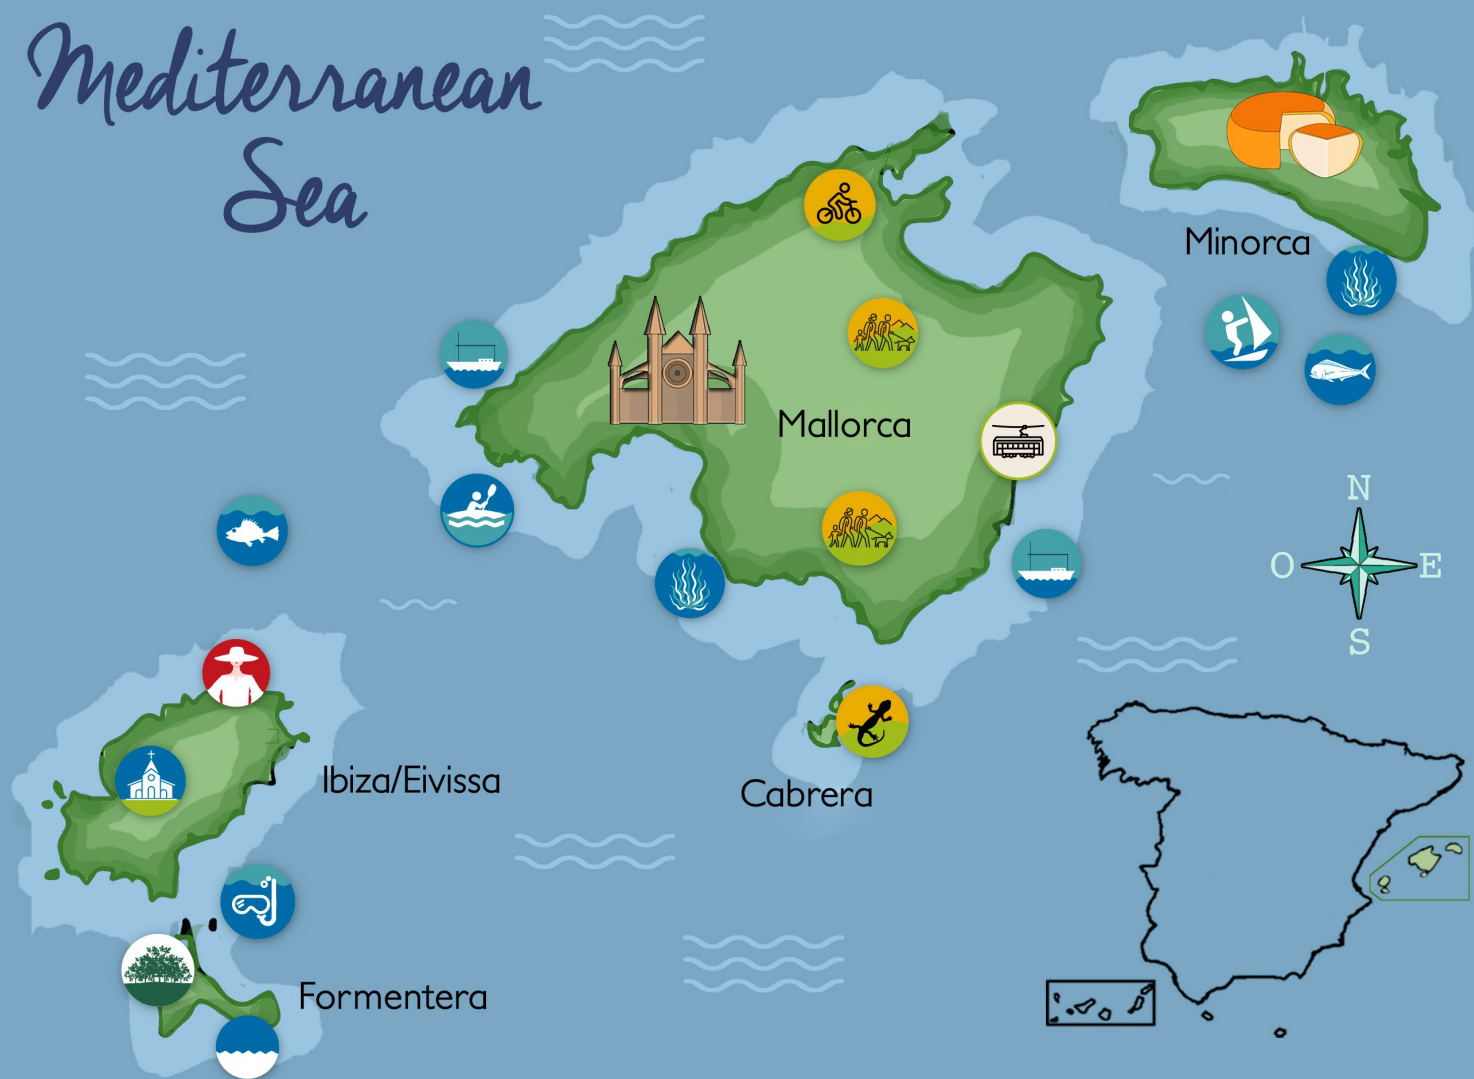 Mediterranean
Sea
Minorca
Mallorca
N
O E
S
Ibiza/Eivissa
Cabrera
Formentera